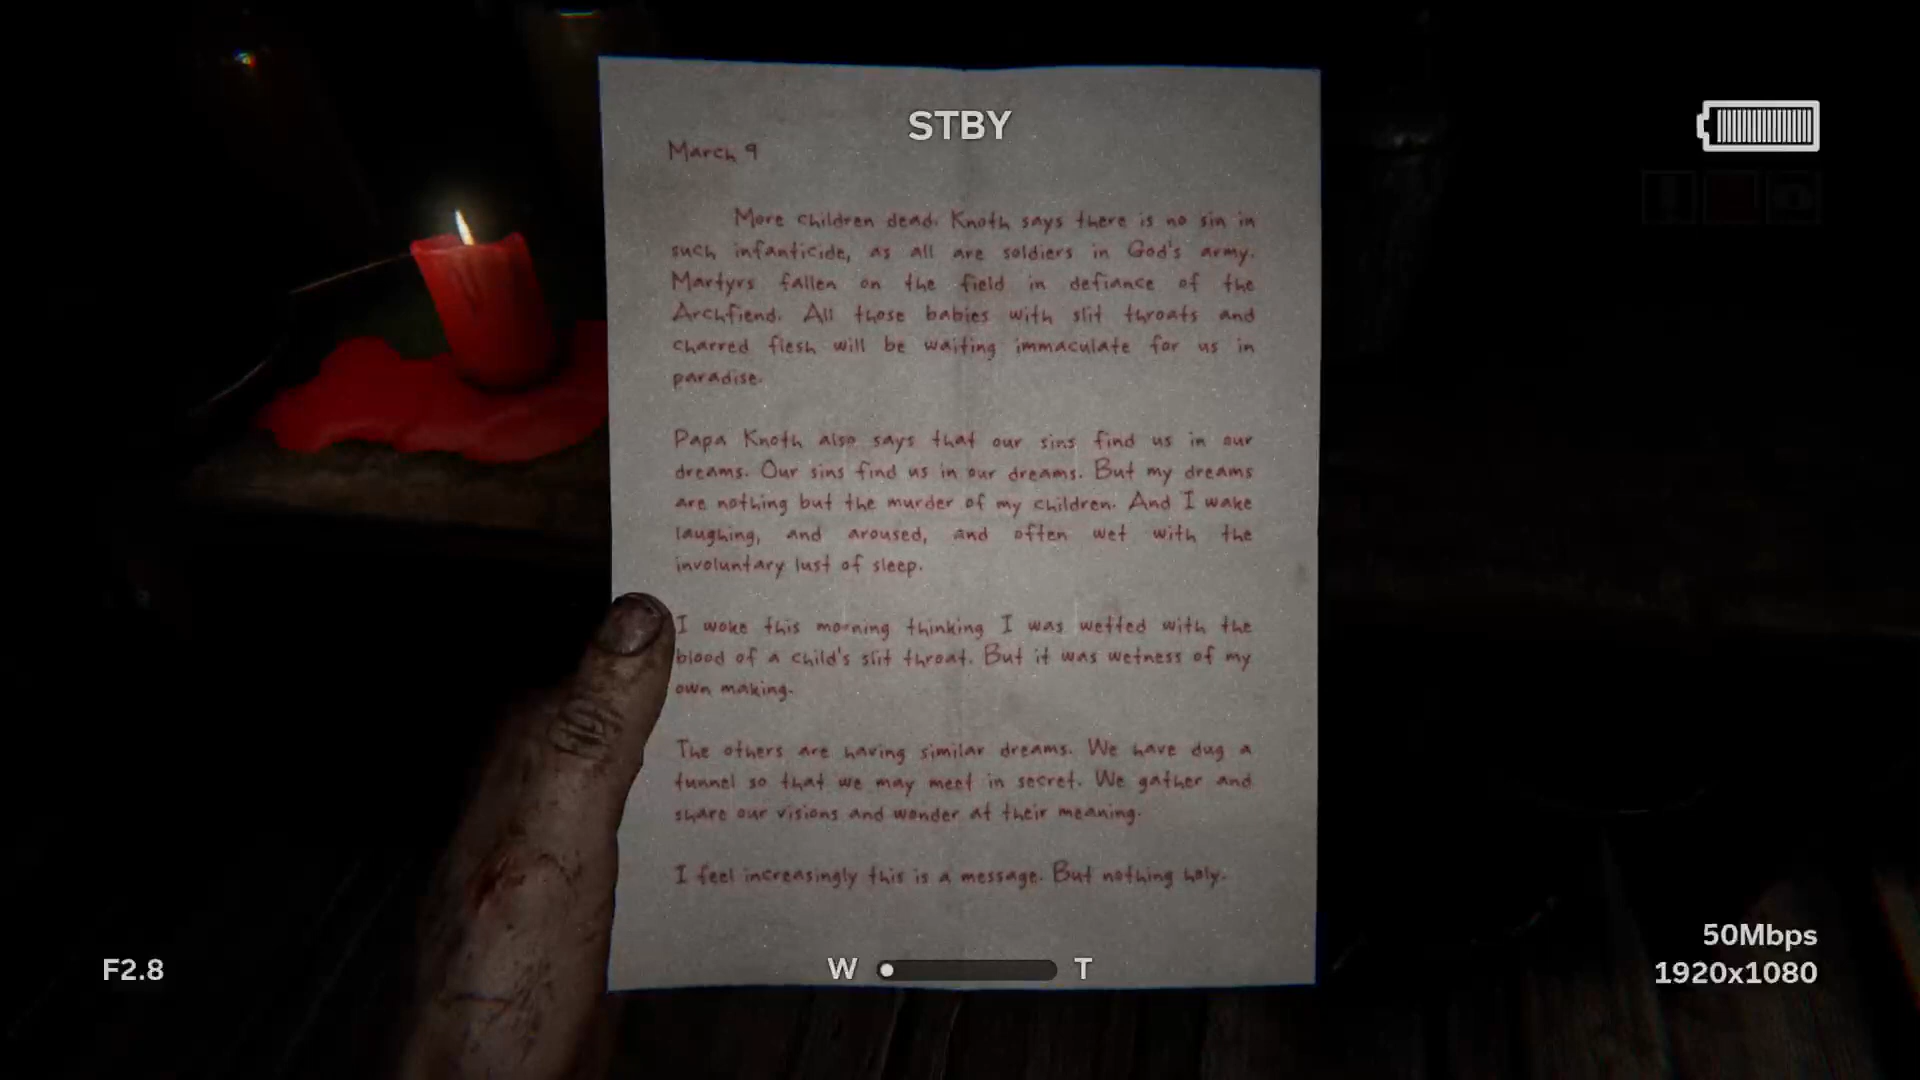 STBY
March 9
More children dead. Knoth says there is no sin in
such infanticide, as all are soldiers in God's army.
Martyrs fallen on the field in defiance of the
Archfiend. All those babies with slit throats and
charred flesh will be waiting immaculate for us in
paradise.
Papa Knoth also says that our sins find us in our
dreams. Our sins find us in our dreams. But my dreams
are nothing but the murder of my children. And I wake
laughing, and aroused, and often wet with the
involuntary lust of sleep.
I woke this morning thinking I was wetted with the
blood of a child's slit throat. But it was wetness of my
own making.
The others are having similar dreams. We have dug a
tunnel so that we may meet in secret. We gather and
share our visions and wonder at their meaning.
I feel increasingly this is a message. But nothing holy.
F2.8
W T
50Mbps
1920x1080